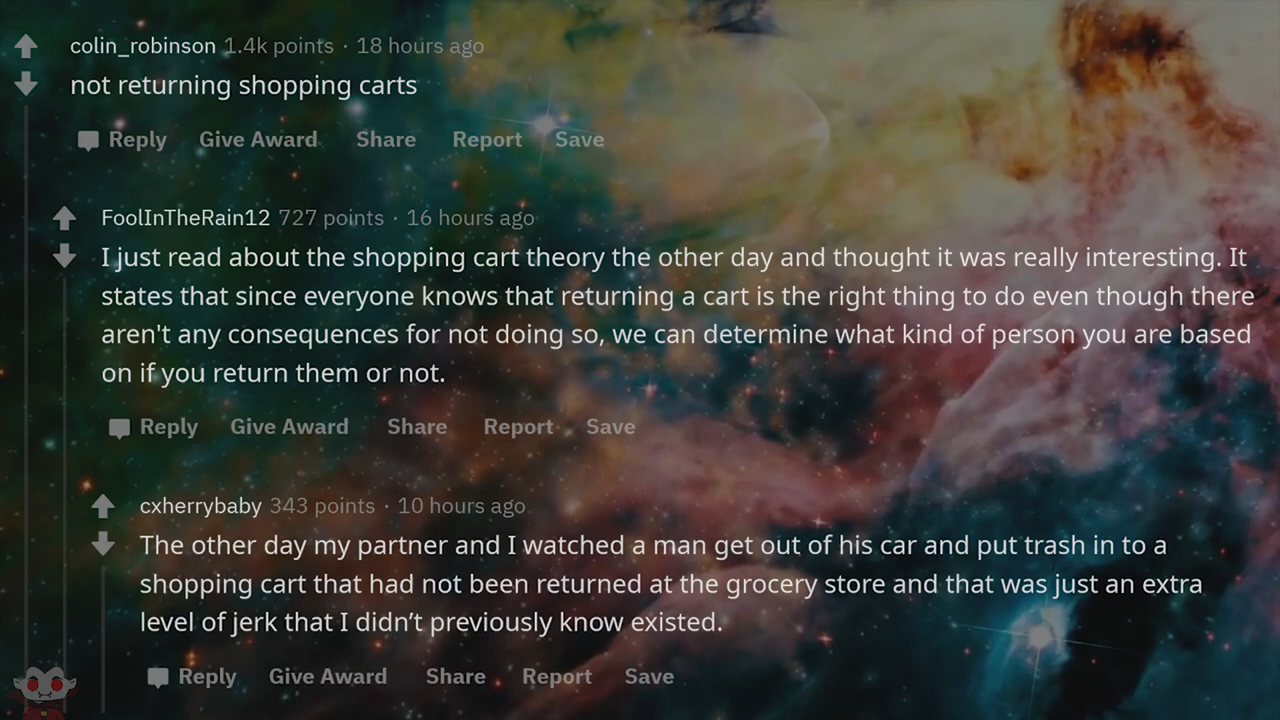 colin_robinson 1.4k points · 18 hours ago
not returning shopping carts
Reply Give Award Share Report Save
FoolInTheRain12 727 points · 16 hours ago
I just read about the shopping cart theory the other day and thought it was really interesting. It
states that since everyone knows that returning a cart is the right thing to do even though there
aren't any consequences for not doing so, we can determine what kind of person you are based
on if you return them or not.
Reply Give Award Share Report Save
cxherrybaby 343 points · 10 hours ago
The other day my partner and I watched a man get out of his car and put trash in to a
shopping cart that had not been returned at the grocery store and that was just an extra
level of jerk that I didn’t previously know existed.
Reply Give Award Share Report Save